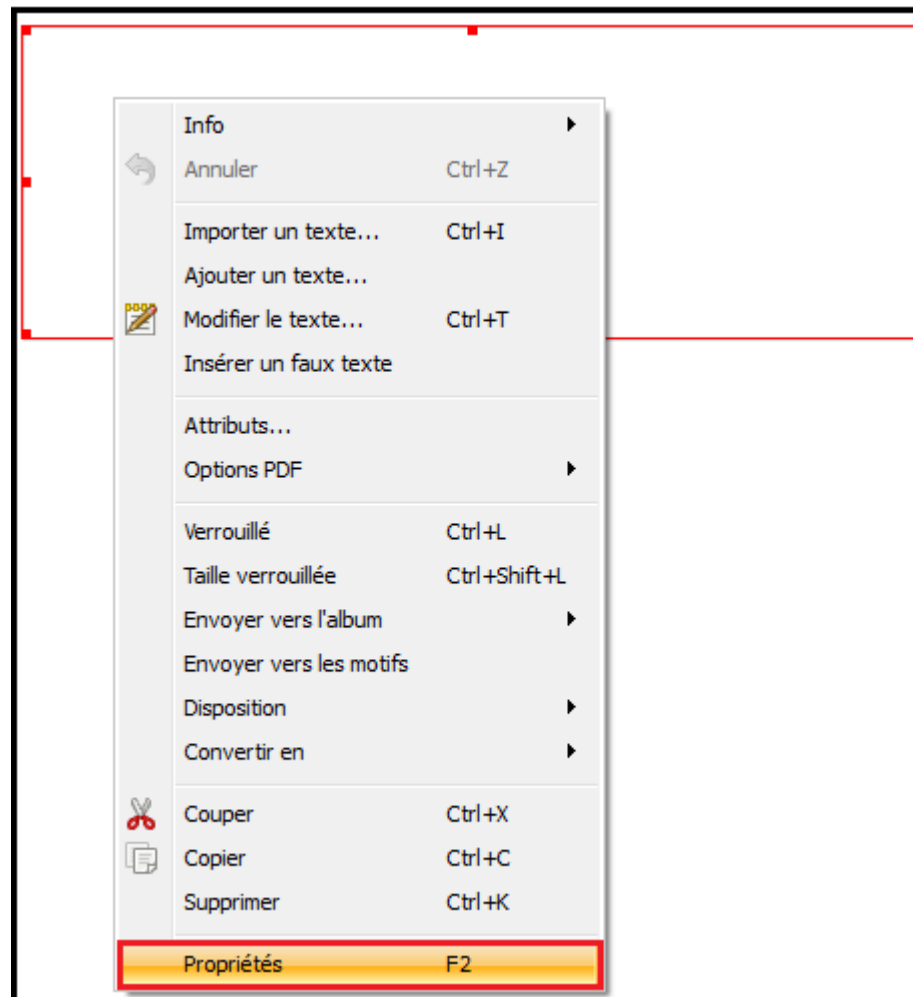 Info
Annuler Ctrl+Z
Importer un texte... Ctrl+I
Ajouter un texte...
Modifier le texte... Ctrl+T
Insérer un faux texte
Attributs...
Options PDF
Verrouillé Ctrl+L
Taille verrouillée Ctrl+Shift+L
Envoyer vers l'album
Envoyer vers les motifs
Disposition
Convertir en
Couper Ctrl+X
Copier Ctrl+C
Supprimer Ctrl+K
Propriétés F2